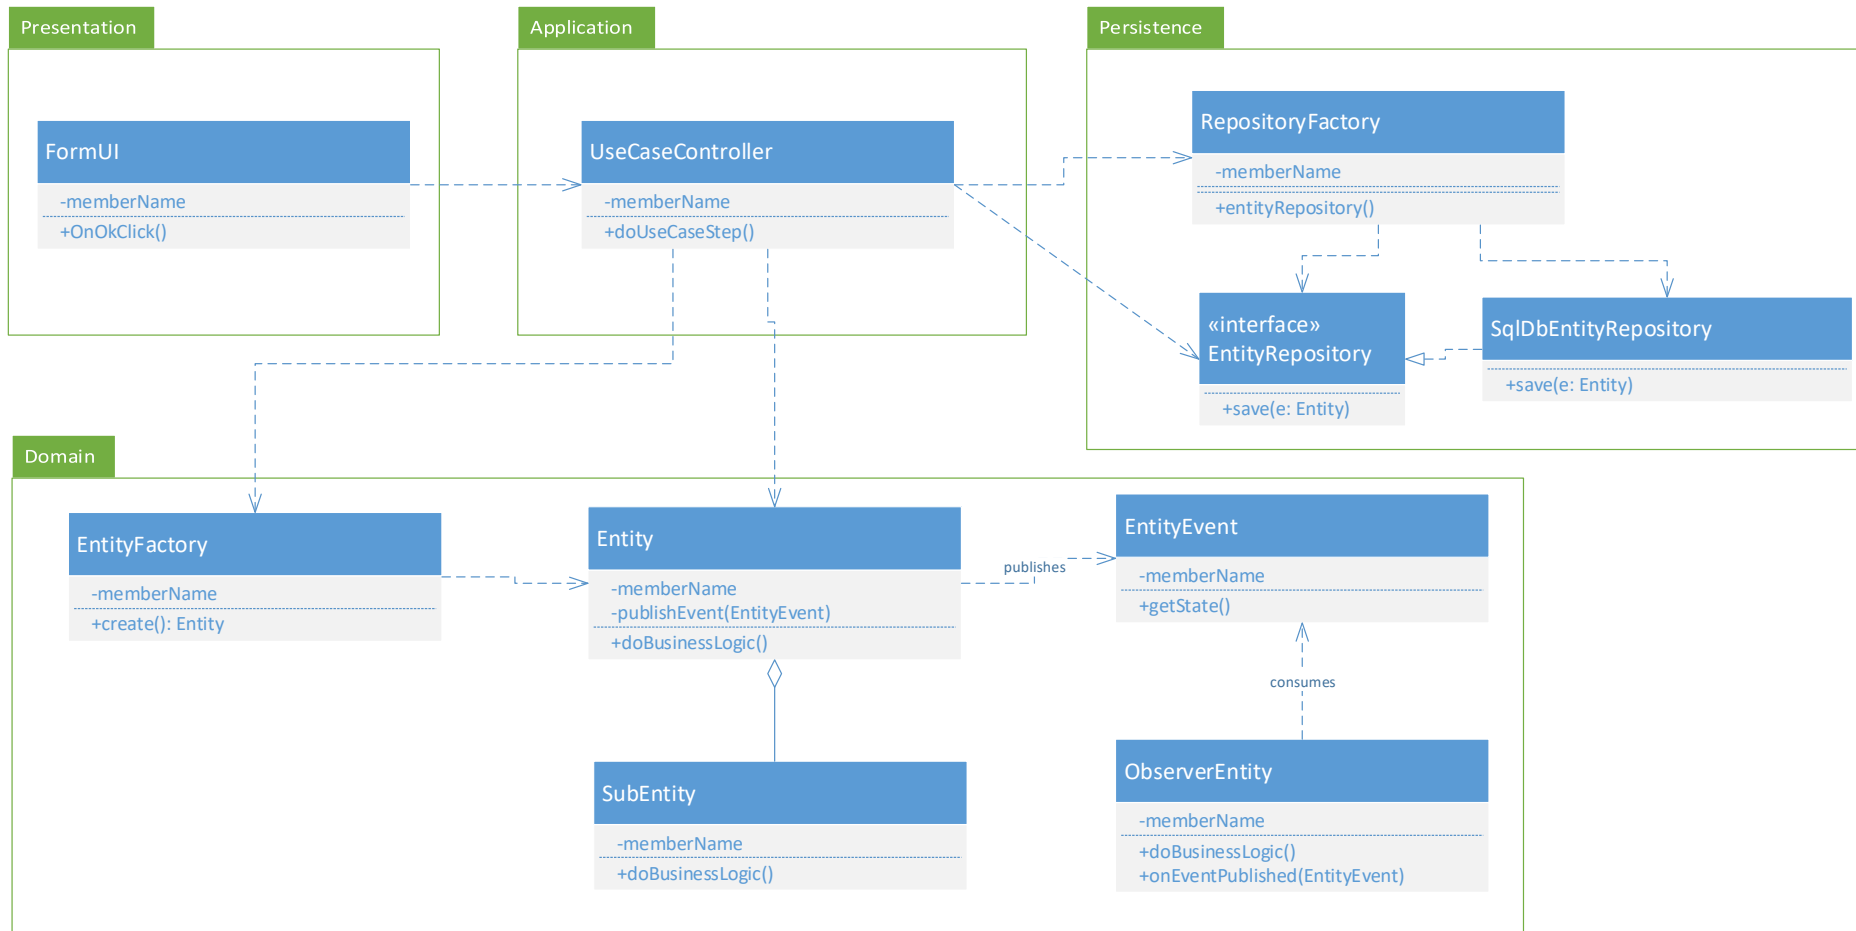 Presentation
FormUI
-memberName
+OnOkClick()
Application
UseCaseController
-memberName
+doUseCaseStep()
Persistence
RepositoryFactory
-memberName
+entityRepository()
«interface»
EntityRepository
+save(e: Entity)
SqlDbEntityRepository
+save(e: Entity)
Domain
EntityFactory
-memberName
+create(): Entity
Entity
-memberName
-publishEvent(EntityEvent)
+doBusinessLogic()
publishes
EntityEvent
-memberName
+getState()
consumes
SubEntity
-memberName
+doBusinessLogic()
ObserverEntity
-memberName
+doBusinessLogic()
+onEventPublished(EntityEvent)